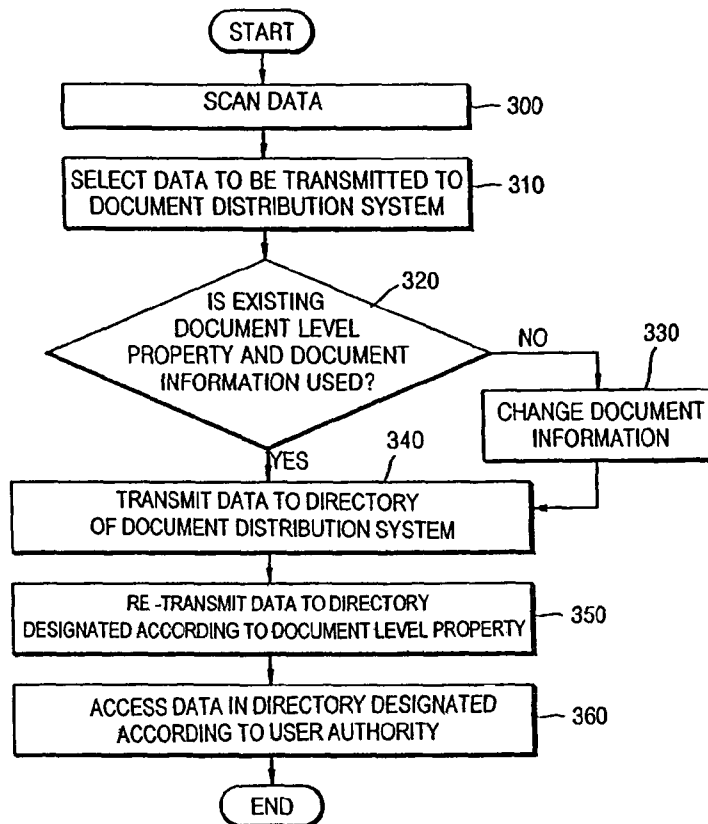 START
SCAN DATA
300
SELECT DATA TO BE TRANSMITTED TO
DOCUMENT DISTRIBUTION SYSTEM
310
320
IS EXISTING
DOCUMENT LEVEL
PROPERTY AND DOCUMENT
INFORMATION USED?
NO
330
CHANGE DOCUMENT
INFORMATION
YES
340
TRANSMIT DATA TO DIRECTORY
OF DOCUMENT DISTRIBUTION SYSTEM
RE-TRANSMIT DATA TO DIRECTORY
DESIGNATED ACCORDING TO DOCUMENT LEVEL PROPERTY
350
ACCESS DATA IN DIRECTORY DESIGNATED
ACCORDING TO USER AUTHORITY
360
END